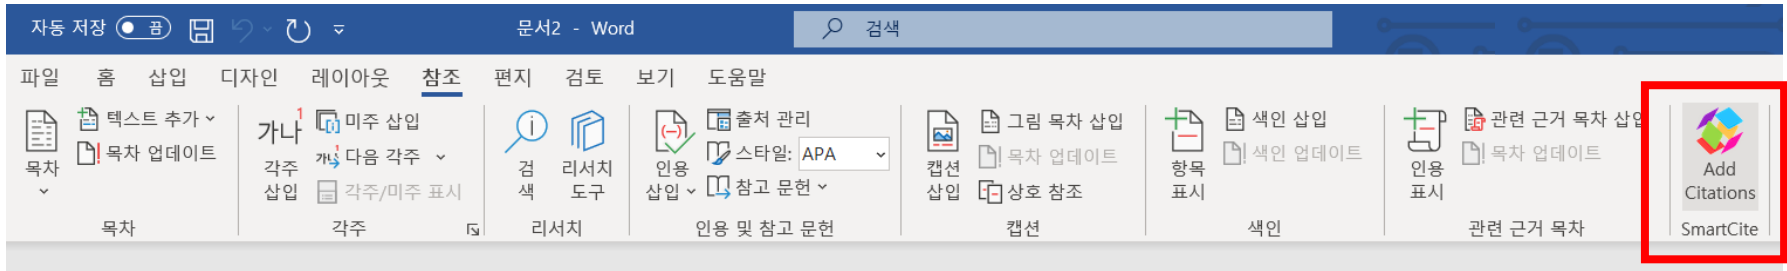 자동 저장 끔 문서2 - Word 검색
파일 홈 삽입 디자인 레이아웃 참조 편지 검토 보기 도움말
목차
텍스트 추가
목차 업데이트
목차
가나1
각주
삽입
미주 삽입
다음 각주
각주/미주 표시
각주
검
색
리서치
도구
리서치
인용
삽입
출처 관리
스타일: APA
참고 문헌
인용 및 참고 문헌
캡션
삽입
그림 목차 삽입
목차 업데이트
상호 참조
캡션
항목
표시
색인 삽입
색인 업데이트
색인
인용
표시
관련 근거 목차 삽입
목차 업데이트
관련 근거 목차
Add
Citations
SmartCite